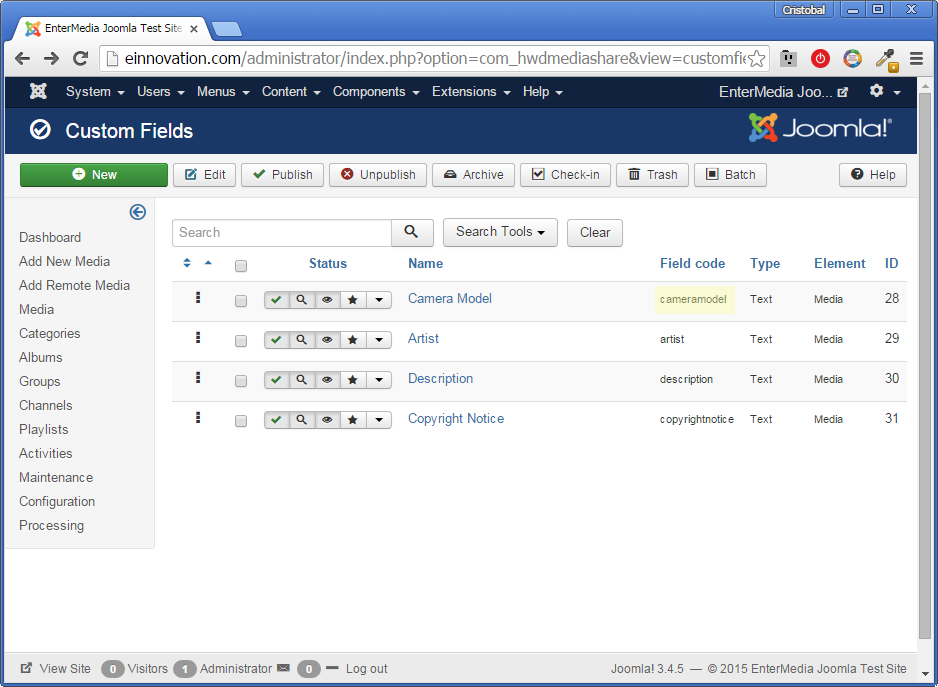 Cristobal
EnterMedia Joomla Test Site
einnovation.com/administrator/index.php?option=com_hwdmediashare&view=customfi
System Users Menus Content Components Extensions Help EnterMedia Joo...
Custom Fields Joomla!®
New Edit Publish Unpublish Archive Check-in Trash Batch Help
Dashboard
Add New Media
Add Remote Media
Media
Categories
Albums
Groups
Channels
Playlists
Activities
Maintenance
Configuration
Processing
Search Search Tools Clear
Status Name Field code Type Element ID
Camera Model cameramodel Text Media 28
Artist artist Text Media 29
Description description Text Media 30
Copyright Notice copyrightnotice Text Media 31
View Site 0 Visitors 1 Administrator 0 Log out Joomla! 3.4.5 — © 2015 EnterMedia Joomla Test Site